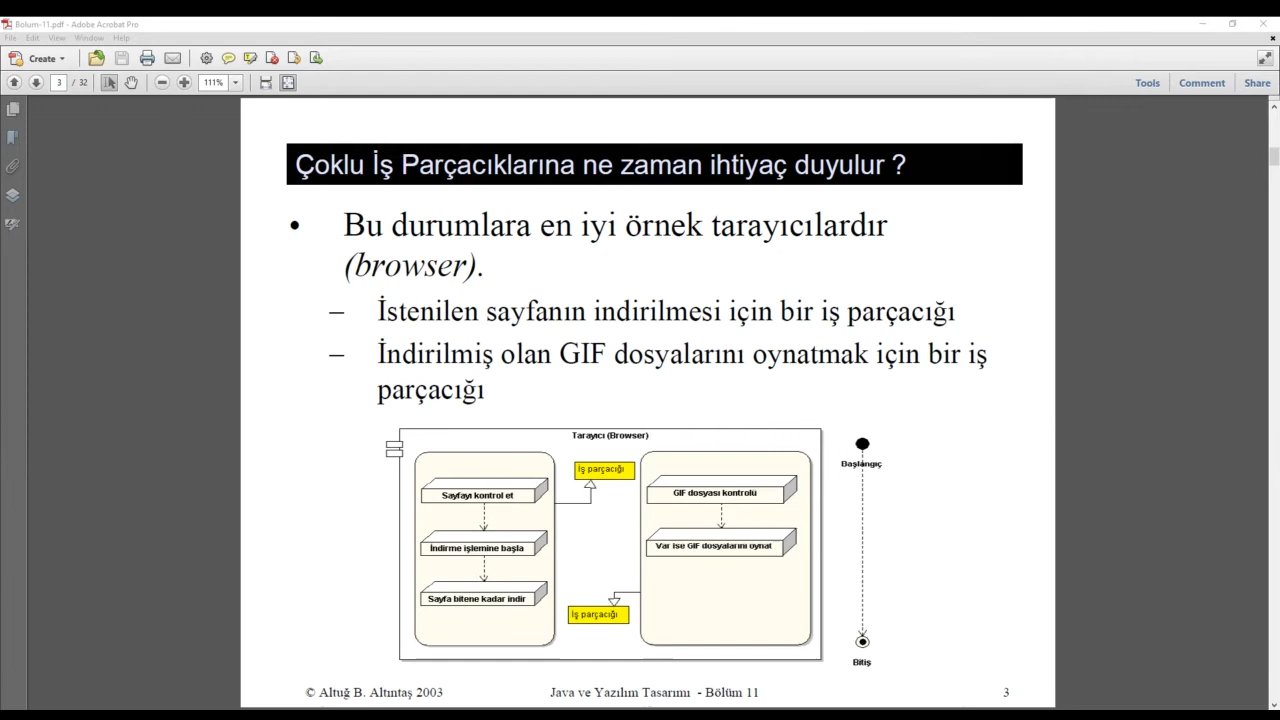 Bolum-11.pdf - Adobe Acrobat Pro
File Edit View Window Help
Create
3 / 32
111%
Tools Comment Share
Çoklu İş Parçacıklarına ne zaman ihtiyaç duyulur ?
• Bu durumlara en iyi örnek tarayıcılardır
(browser).
– İstenilen sayfanın indirilmesi için bir iş parçacığı
– İndirilmiş olan GIF dosyalarını oynatmak için bir iş
parçacığı
Tarayıcı (Browser)
Sayfayı kontrol et
İndirme işlemine başla
Sayfa bitene kadar indir
İş parçacığı
İş parçacığı
GIF dosyası kontrolü
Var ise GIF dosyalarını oynat
Başlangıç
Bitiş
© Altuğ B. Altıntaş 2003
Java ve Yazılım Tasarımı - Bölüm 11
3